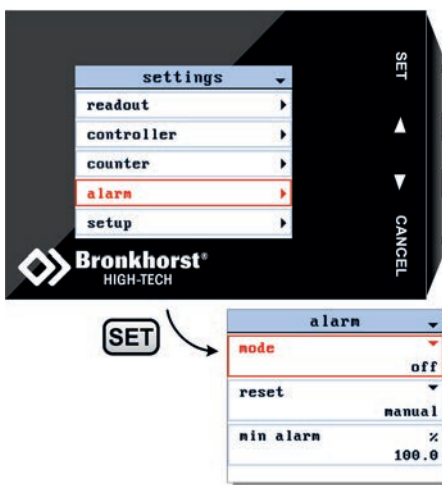 settings
readout
controller
counter
alarm
setup
SET
CANCEL
Bronkhorst®
HIGH-TECH
SET
alarm
mode
off
reset
manual
min alarm %
100.0